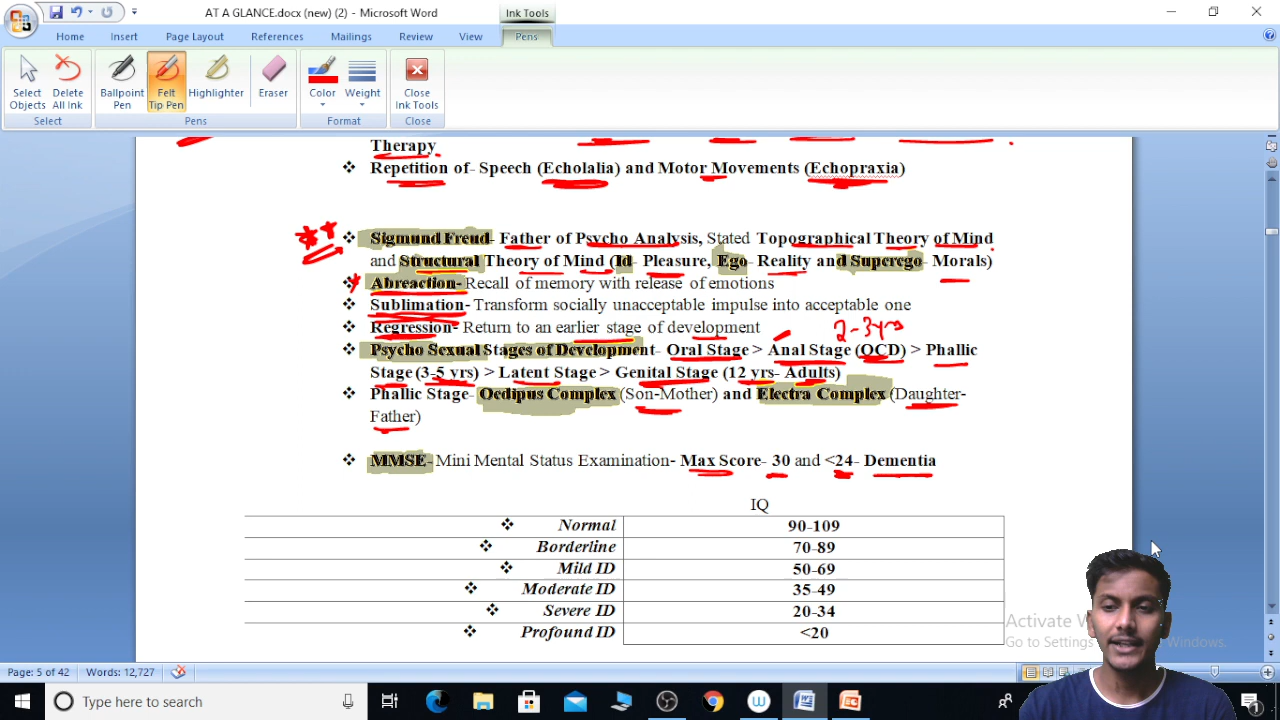 AT A GLANCE.docx (new) (2) - Microsoft Word
Ink Tools
Home Insert Page Layout References Mailings Review View Pens
Select Objects
Delete All Ink
Ballpoint Pen
Felt Tip Pen
Highlighter
Eraser
Color
Weight
Close Ink Tools
Select Pens Format Close
Therapy.
❖ Repetition of- Speech (Echolalia) and Motor Movements (Echopraxia)
❖ Sigmund Freud- Father of Psycho Analysis, Stated Topographical Theory of Mind
and Structural Theory of Mind (Id- Pleasure, Ego- Reality and Superego- Morals)
❖ Abreaction- Recall of memory with release of emotions
❖ Sublimation- Transform socially unacceptable impulse into acceptable one
❖ Regression- Return to an earlier stage of development
2-3yrs
❖ Psycho Sexual Stages of Development- Oral Stage > Anal Stage (OCD) > Phallic
Stage (3-5 yrs) > Latent Stage > Genital Stage (12 yrs- Adults)
❖ Phallic Stage- Oedipus Complex (Son-Mother) and Electra Complex (Daughter-
Father)
❖ MMSE- Mini Mental Status Examination- Max Score- 30 and <24- Dementia
IQ
❖ Normal 90-109
❖ Borderline 70-89
❖ Mild ID 50-69
❖ Moderate ID 35-49
❖ Severe ID 20-34
❖ Profound ID <20
Go to Settings Windows.
Page: 5 of 42 Words: 12,727
Type here to search